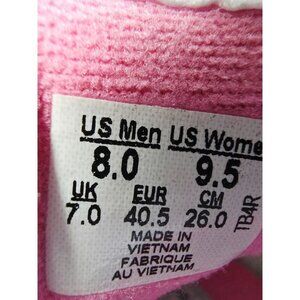 US Men US Wome
8.0 9.5
UK EUR CM
7.0 40.5 26.0
TB4R
MADE IN
VIETNAM
FABRIQUE
AU VIETNAM